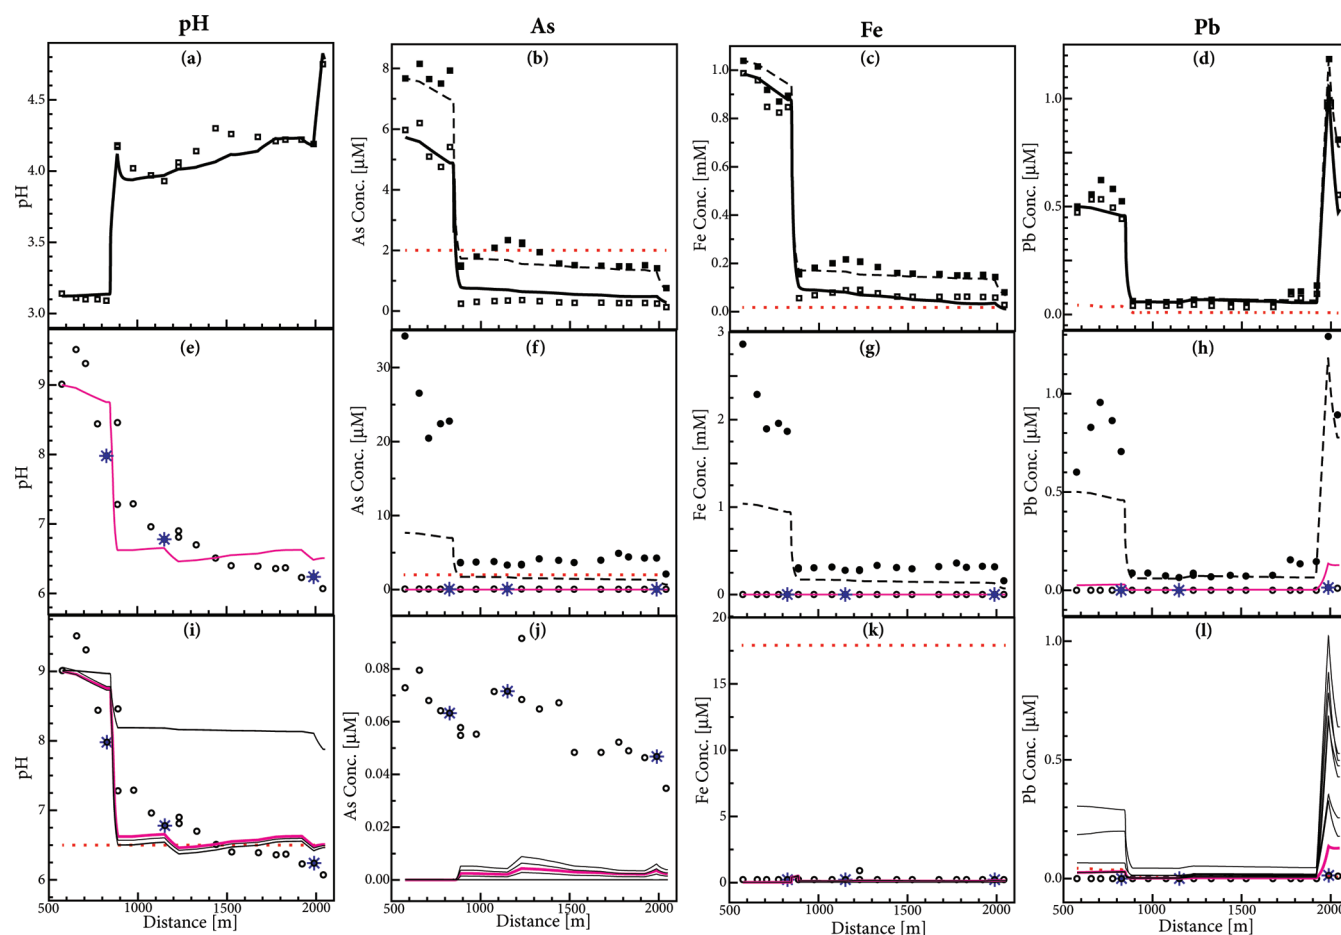 pH As Fe Pb
(a) (b) (c) (d)
pH
4.5
4.0
3.5
3.0
As Conc. [µM]
8
6
4
2
0
Fe Conc. [mM]
1.0
0.8
0.6
0.4
0.2
0.0
Pb Conc. [µM]
1.0
0.5
0.0
(e) (f) (g) (h)
pH
9
8
7
6
As Conc. [µM]
30
20
10
0
Fe Conc. [mM]
3
2
1
0
Pb Conc. [µM]
1.0
0.5
0.0
(i) (j) (k) (l)
pH
9
8
7
6
As Conc. [µM]
0.08
0.06
0.04
0.02
0.00
Fe Conc. [µM]
20
15
10
5
0
Pb Conc. [µM]
1.0
0.5
0.0
500 1000 1500 2000
Distance [m]
500 1000 1500 2000
Distance [m]
500 1000 1500 2000
Distance [m]
500 1000 1500 2000
Distance [m]